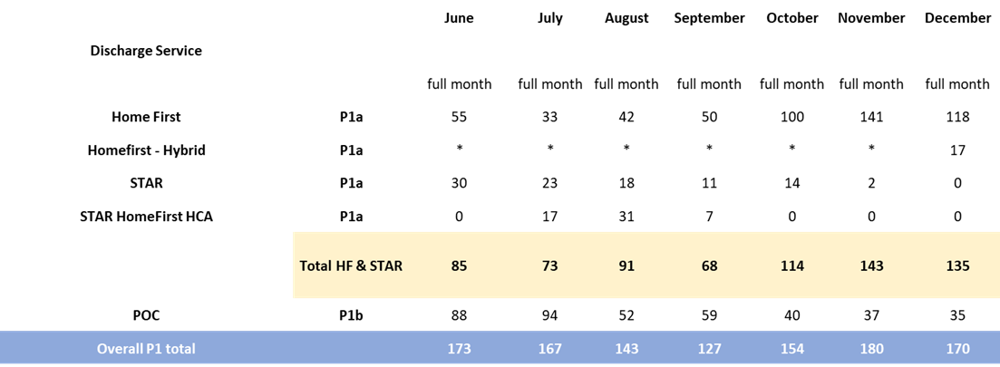 June July August September October November December
Discharge Service
full month full month full month full month full month full month full month
Home First P1a 55 33 42 50 100 141 118
Homefirst - Hybrid P1a * * * * * * 17
STAR P1a 30 23 18 11 14 2 0
STAR HomeFirst HCA P1a 0 17 31 7 0 0 0
Total HF & STAR 85 73 91 68 114 143 135
POC P1b 88 94 52 59 40 37 35
Overall P1 total 173 167 143 127 154 180 170